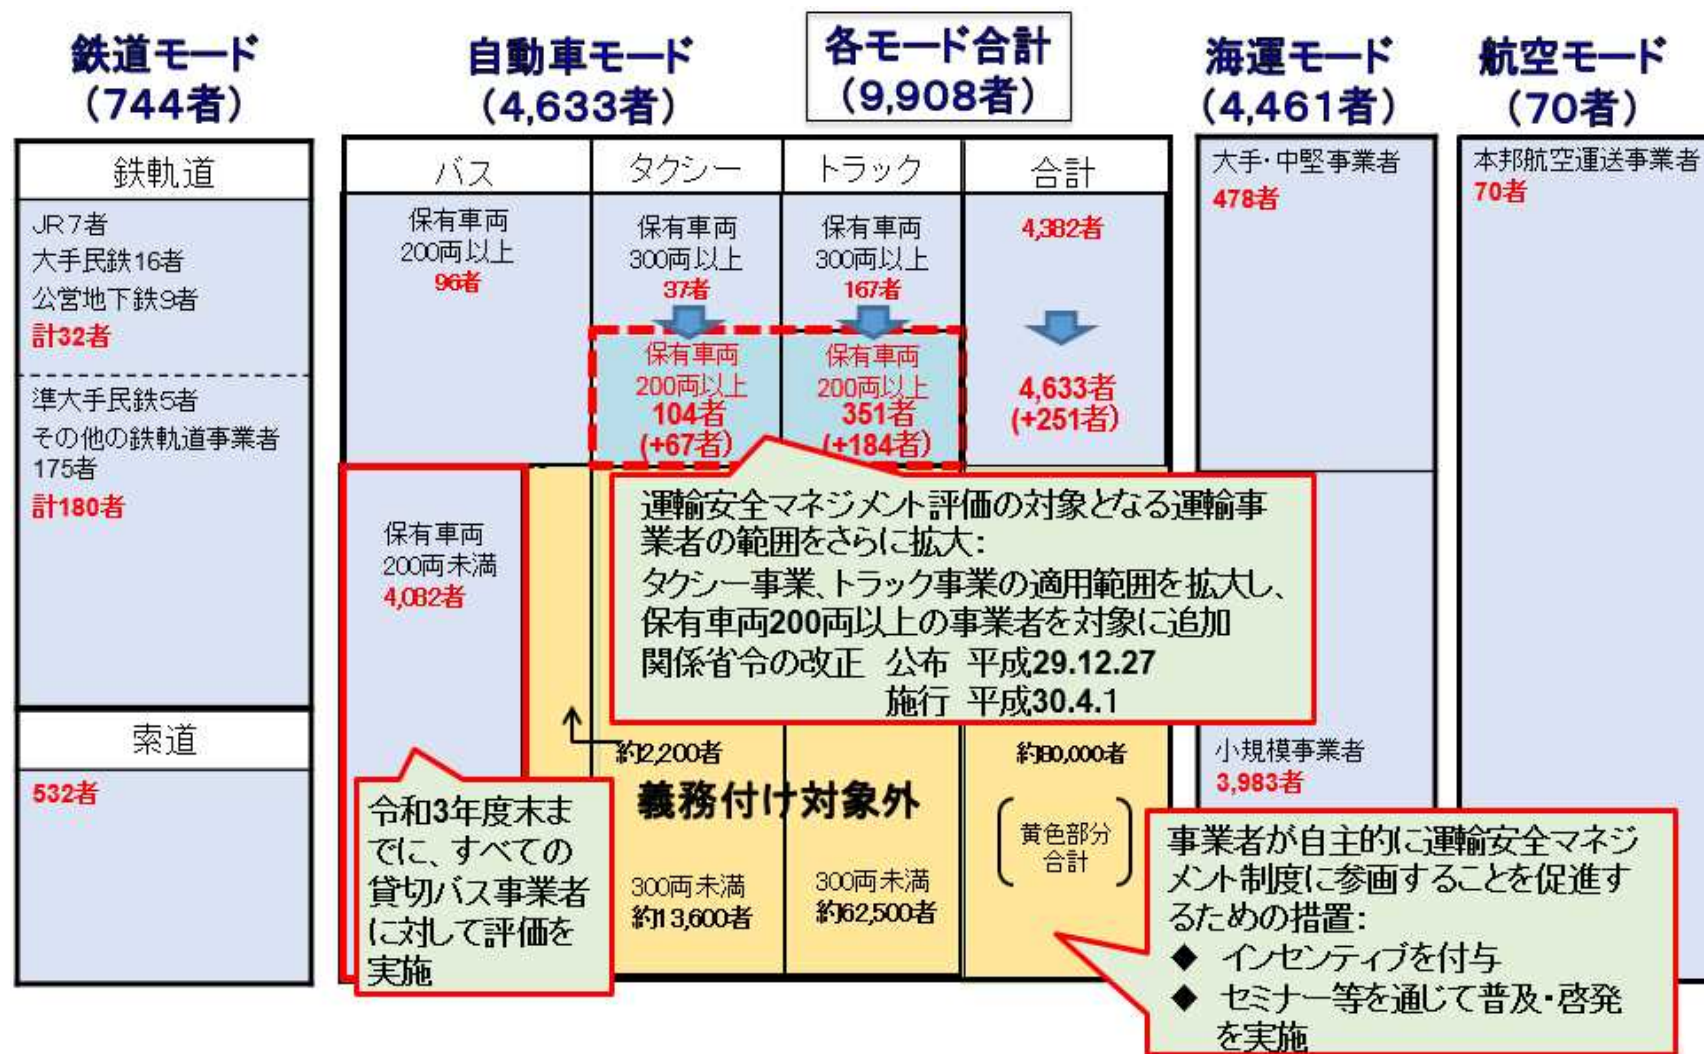 鉄道モード
(744者)
自動車モード
(4,633者)
各モード合計
(9,908者)
海運モード
(4,461者)
航空モード
(70者)
鉄軌道
JR7者
大手民鉄16者
公営地下鉄9者
計32者
準大手民鉄5者
その他の鉄軌道事業者
175者
計180者
索道
532者
バス
保有車両
200両以上
96者
保有車両
200両未満
4,082者
令和3年度末ま
でに、すべての
貸切バス事業者
に対して評価を
実施
タクシー
保有車両
300両以上
37者
保有車両
200両以上
104者
(+67者)
トラック
保有車両
300両以上
167者
保有車両
200両以上
351者
(+184者)
合計
4,382者
4,633者
(+251者)
運輸安全マネジメント評価の対象となる運輸事
業者の範囲をさらに拡大:
タクシー事業、トラック事業の適用範囲を拡大し、
保有車両200両以上の事業者を対象に追加
関係省令の改正 公布 平成29.12.27
施行 平成30.4.1
約2,200者
義務付け対象外
300両未満
約13,600者
300両未満
約62,500者
約80,000者
黄色部分
合計
大手・中堅事業者
478者
小規模事業者
3,983者
事業者が自主的に運輸安全マネジ
メント制度に参画することを促進す
るための措置:
◆ インセンティブを付与
◆ セミナー等を通じて普及・啓発
を実施
本邦航空運送事業者
70者